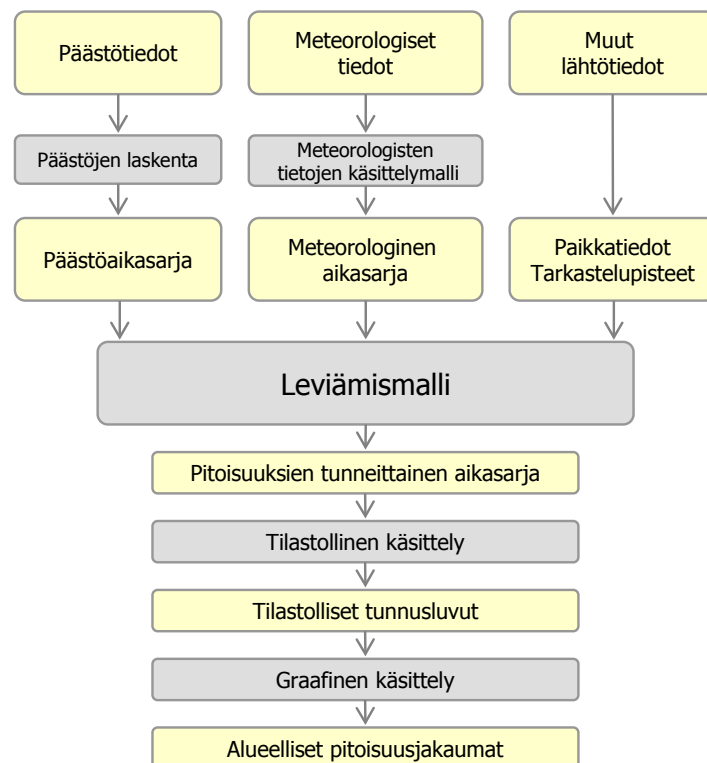 Päästötiedot
Meteorologiset
tiedot
Muut
lähtötiedot
Päästöjen laskenta
Meteorologisten
tietojen käsittelymalli
Päästöaikasarja
Meteorologinen
aikasarja
Paikkatiedot
Tarkastelupisteet
Leviämismalli
Pitoisuuksien tunneittainen aikasarja
Tilastollinen käsittely
Tilastolliset tunnusluvut
Graafinen käsittely
Alueelliset pitoisuusjakaumat